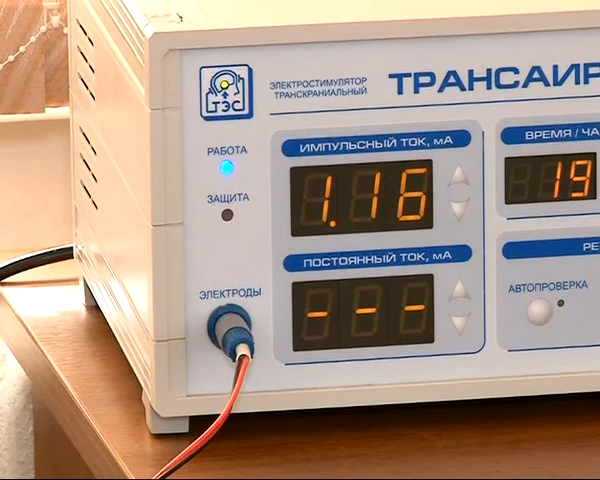 ТЭС
ЭЛЕКТРОСТИМУЛЯТОР
ТРАНСКРАНИАЛЬНЫЙ
ТРАНСАИР
РАБОТА
ЗАЩИТА
ЭЛЕКТРОДЫ
ИМПУЛЬСНЫЙ ТОК, мА
1.16
ПОСТОЯННЫЙ ТОК, мА
---
ВРЕМЯ / ЧА
19
РЕ
АВТОПРОВЕРКА